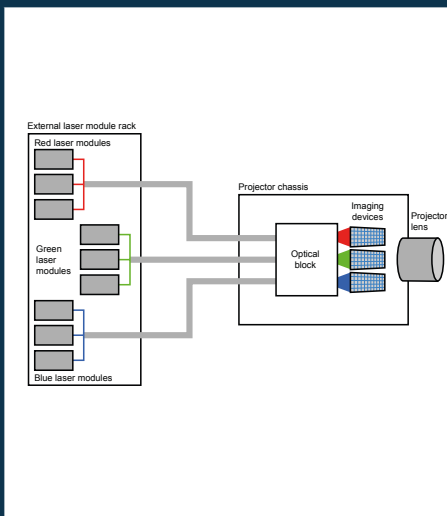 External laser module rack
Red laser modules
Green
laser
modules
Blue laser modules
Projector chassis
Imaging
devices
Optical
block
Projector
lens